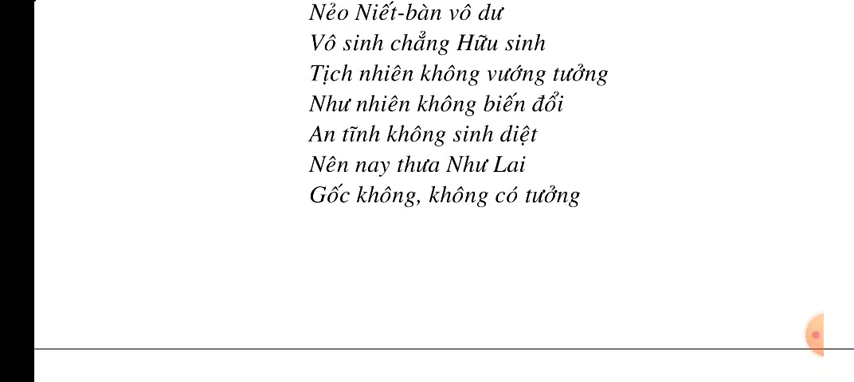 Nẻo Niết-bàn vô dư
Vô sinh chẳng Hữu sinh
Tịch nhiên không vướng tưởng
Như nhiên không biến đổi
An tĩnh không sinh diệt
Nên nay thưa Như Lai
Gốc không, không có tưởng